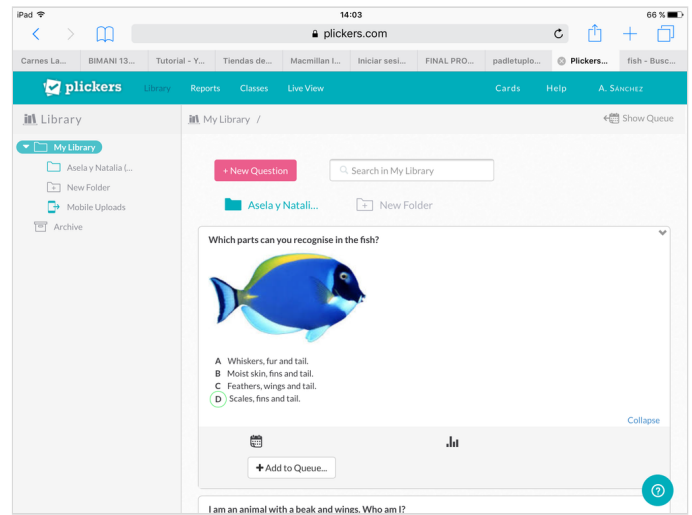 iPad 14:03 66 %
plickers.com
Carnes La... BIMANI 13... Tutorial - Y... Tiendas de... Macmillan I... Iniciar sesi... FINAL PRO... padletuplo... Plickers... fish - Busc...
plickers Library Reports Classes Live View Cards Help A. Sánchez
Library
My Library /
Show Queue
My Library
Asela y Natalia (...
New Folder
Mobile Uploads
Archive
+ New Question
Search in My Library
Asela y Natali...
New Folder
Which parts can you recognise in the fish?
A Whiskers, fur and tail.
B Moist skin, fins and tail.
C Feathers, wings and tail.
D Scales, fins and tail.
Collapse
+ Add to Queue...
I am an animal with a beak and wings. Who am I?